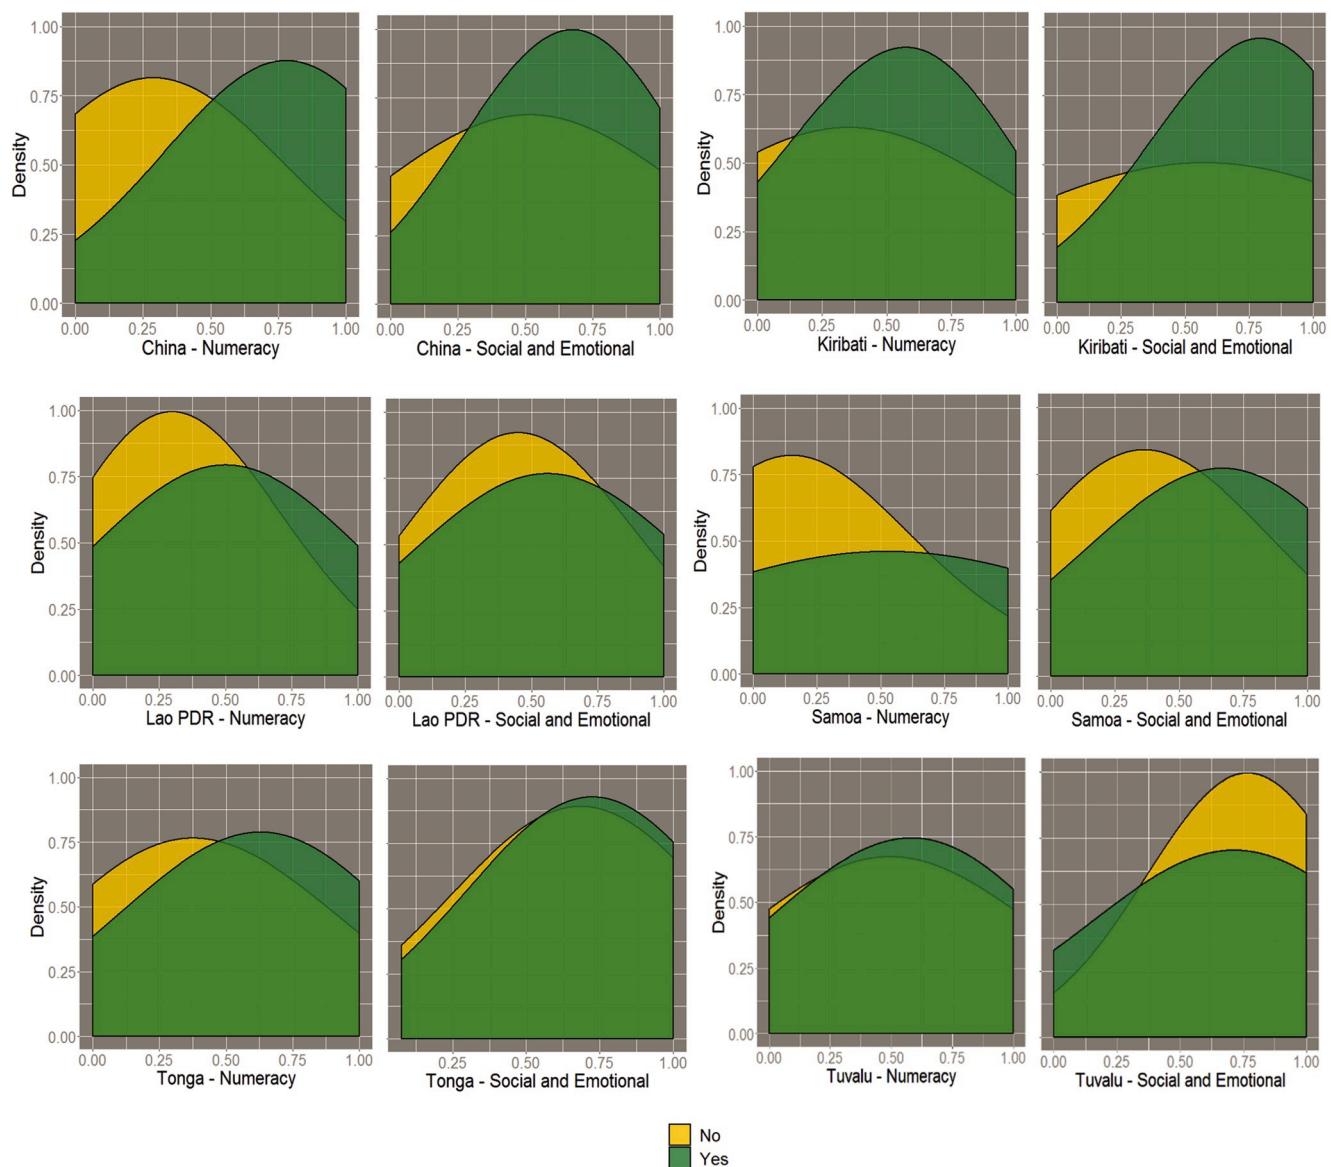 1.00
0.75
0.50
0.25
0.00
Density
0.00 0.25 0.50 0.75 1.00
China - Numeracy
0.00 0.25 0.50 0.75 1.00
China - Social and Emotional
1.00
0.75
0.50
0.25
0.00
Density
0.00 0.25 0.50 0.75 1.00
Kiribati - Numeracy
0.00 0.25 0.50 0.75 1.00
Kiribati - Social and Emotional
1.00
0.75
0.50
0.25
0.00
Density
0.00 0.25 0.50 0.75 1.00
Lao PDR - Numeracy
0.00 0.25 0.50 0.75 1.00
Lao PDR - Social and Emotional
1.00
0.75
0.50
0.25
0.00
Density
0.00 0.25 0.50 0.75 1.00
Samoa - Numeracy
0.00 0.25 0.50 0.75 1.00
Samoa - Social and Emotional
1.00
0.75
0.50
0.25
0.00
Density
0.00 0.25 0.50 0.75 1.00
Tonga - Numeracy
0.25 0.50 0.75 1.00
Tonga - Social and Emotional
1.00
0.75
0.50
0.25
0.00
Density
0.00 0.25 0.50 0.75 1.00
Tuvalu - Numeracy
0.00 0.25 0.50 0.75 1.00
Tuvalu - Social and Emotional
No
Yes